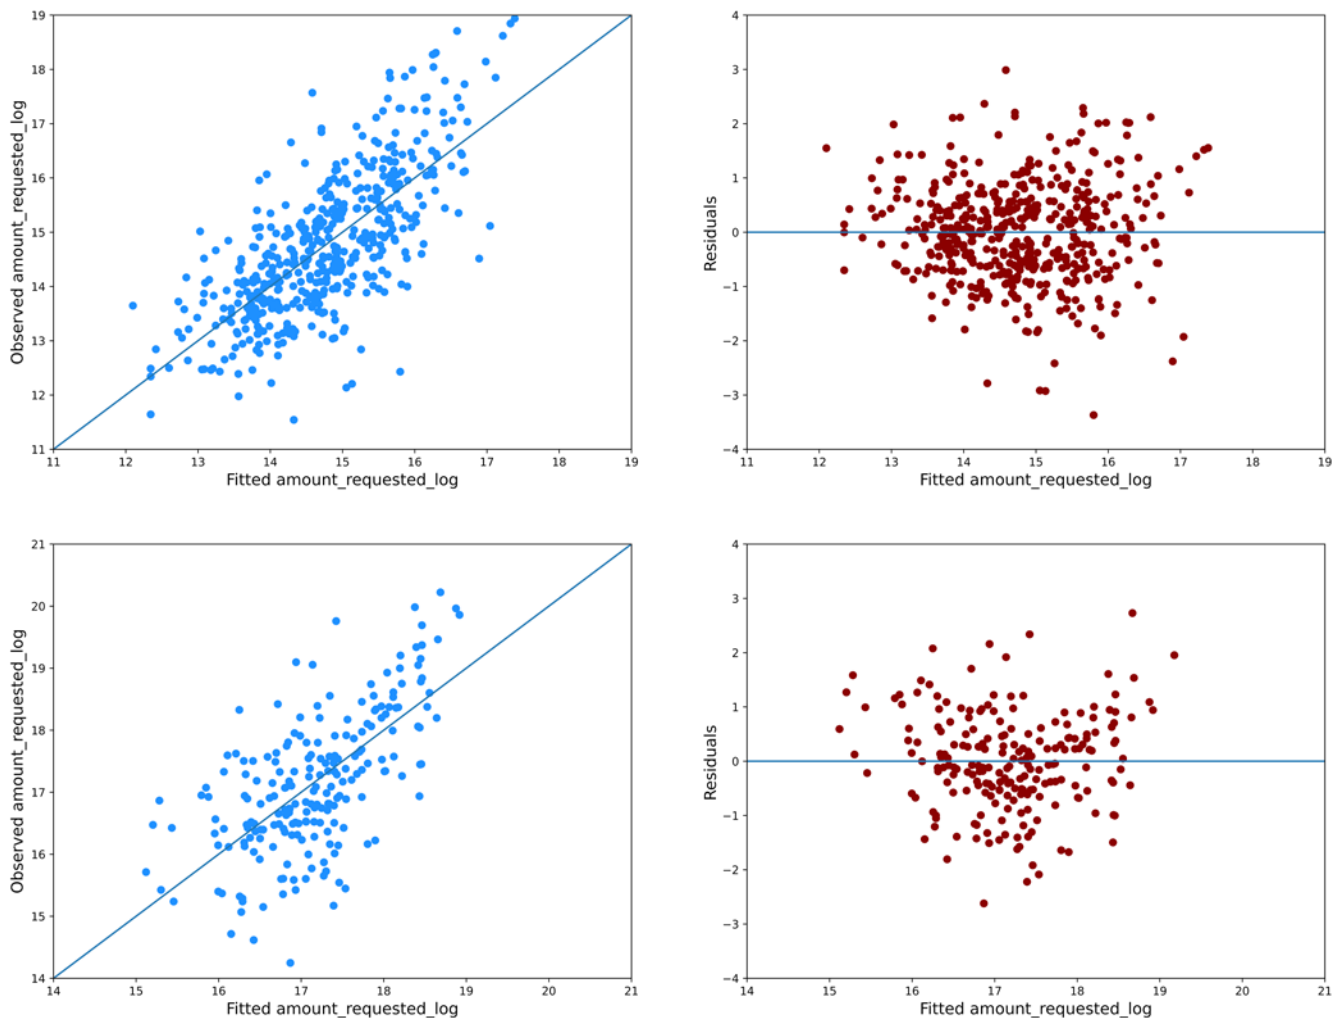 19
18
17
16
15
14
13
12
11
Observed amount_requested_log
11 12 13 14 15 16 17 18 19
Fitted amount_requested_log
4
3
2
1
0
−1
−2
−3
−4
Residuals
11 12 13 14 15 16 17 18 19
Fitted amount_requested_log
21
20
19
18
17
16
15
14
Observed amount_requested_log
14 15 16 17 18 19 20 21
Fitted amount_requested_log
4
3
2
1
0
−1
−2
−3
−4
Residuals
14 15 16 17 18 19 20 21
Fitted amount_requested_log